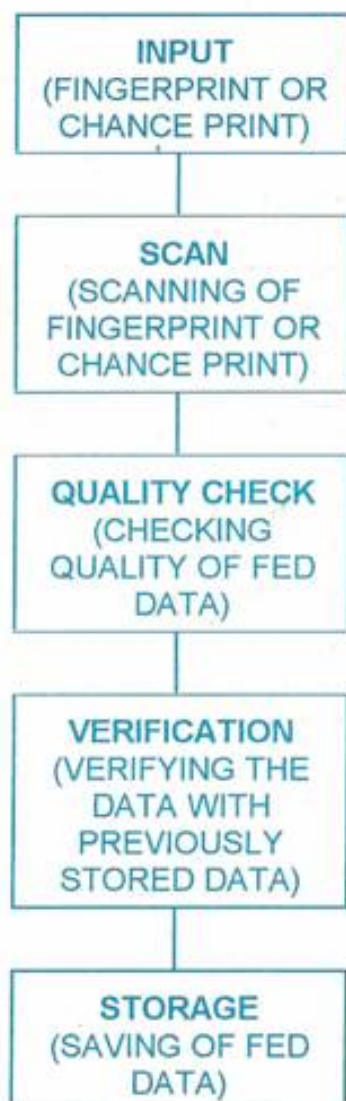 INPUT
(FINGERPRINT OR
CHANCE PRINT)
SCAN
(SCANNING OF
FINGERPRINT OR
CHANCE PRINT)
QUALITY CHECK
(CHECKING
QUALITY OF FED
DATA)
VERIFICATION
(VERIFYING THE
DATA WITH
PREVIOUSLY
STORED DATA)
STORAGE
(SAVING OF FED
DATA)